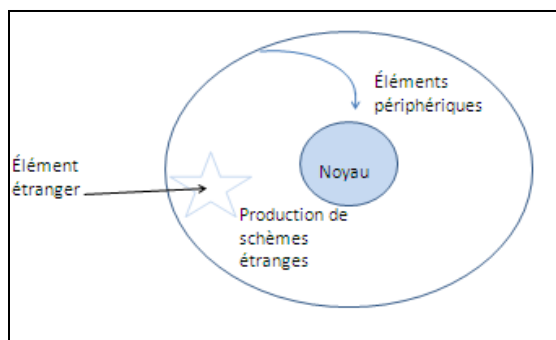 Éléments
périphériques
Élément
étranger
Noyau
Production de
schèmes
étranges